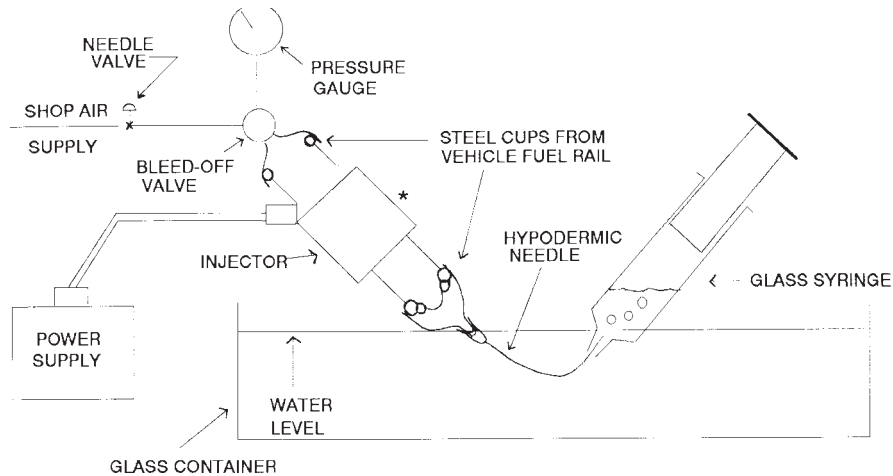 NEEDLE
VALVE
PRESSURE
GAUGE
SHOP AIR
SUPPLY
BLEED-OFF
VALVE
STEEL CUPS FROM
VEHICLE FUEL RAIL
*
INJECTOR
HYPODERMIC
NEEDLE
GLASS SYRINGE
POWER
SUPPLY
WATER
LEVEL
GLASS CONTAINER